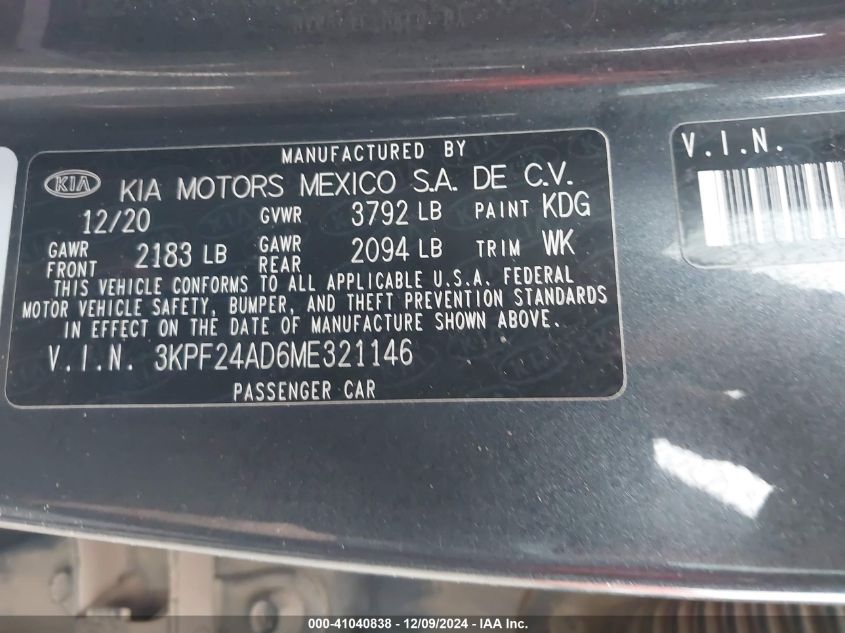 MANUFACTURED BY
KIA KIA MOTORS MEXICO S.A. DE C.V.
12/20 GVWR 3792 LB PAINT KDG
GAWR FRONT 2183 LB GAWR REAR 2094 LB TRIM WK
THIS VEHICLE CONFORMS TO ALL APPLICABLE U.S.A. FEDERAL
MOTOR VEHICLE SAFETY, BUMPER, AND THEFT PREVENTION STANDARDS
IN EFFECT ON THE DATE OF MANUFACTURE SHOWN ABOVE.
V.I.N. 3KPF24AD6ME321146
PASSENGER CAR
V.I.N.
000-41040838 - 12/09/2024 - IAA Inc.